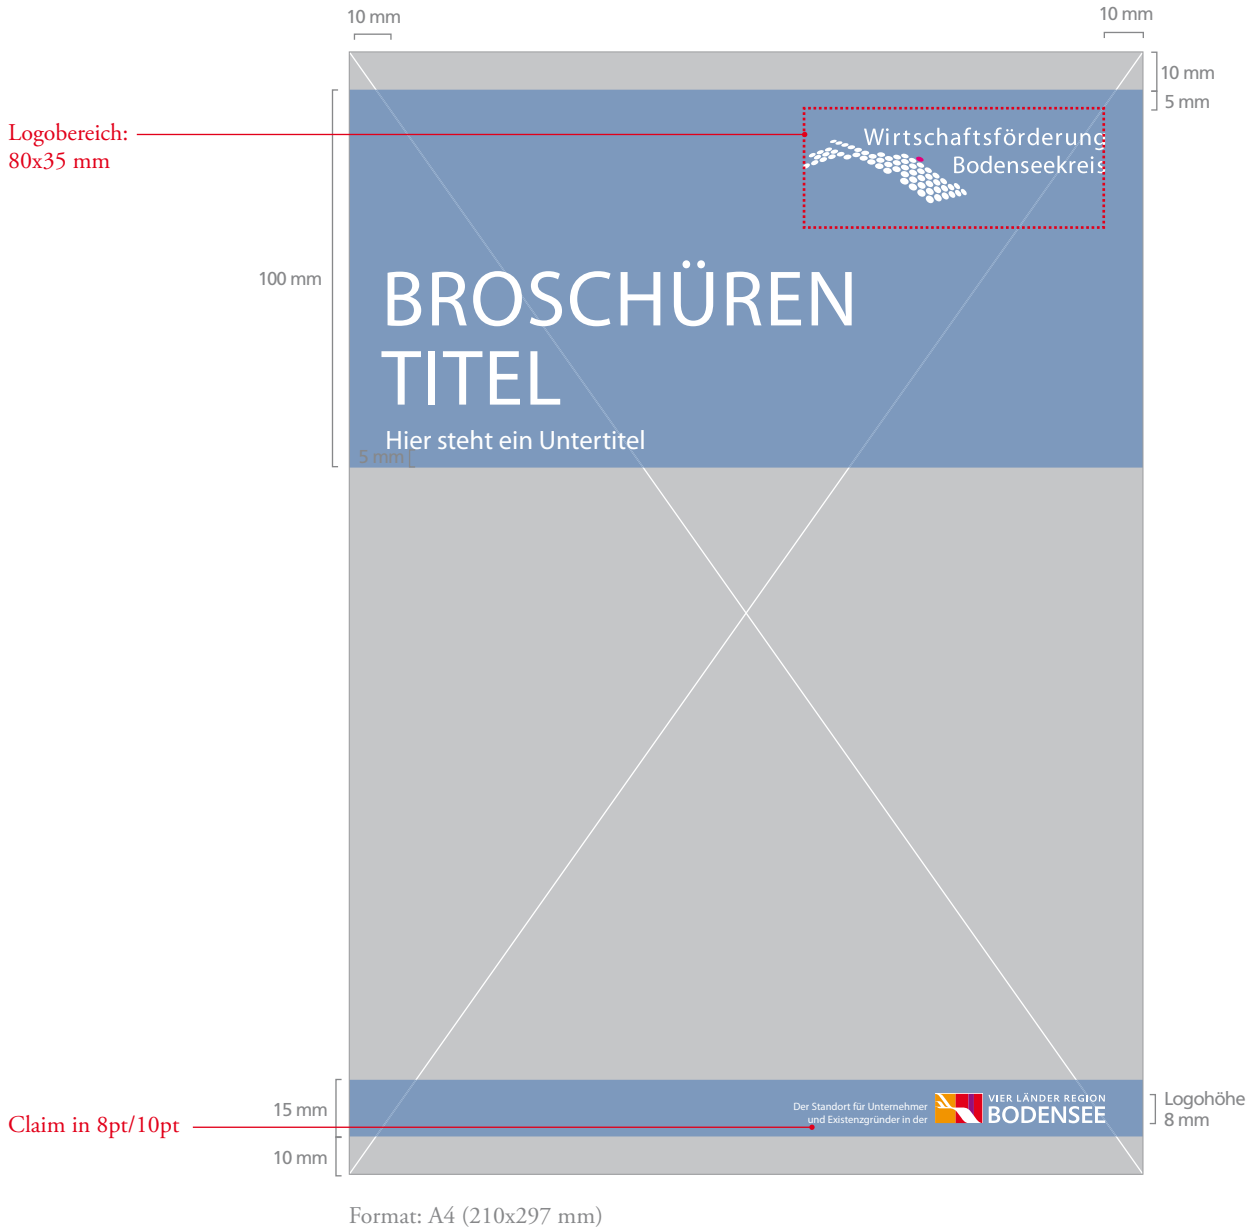 10 mm
10 mm
10 mm
5 mm
Logobereich:
80x35 mm
Wirtschaftsförderung
Bodenseekreis
100 mm
BROSCHÜREN
TITEL
Hier steht ein Untertitel
5 mm
15 mm
Der Standort für Unternehmer
und Existenzgründer in der
VIER LÄNDER REGION
BODENSEE
Logohöhe
8 mm
Claim in 8pt/10pt
10 mm
Format: A4 (210x297 mm)